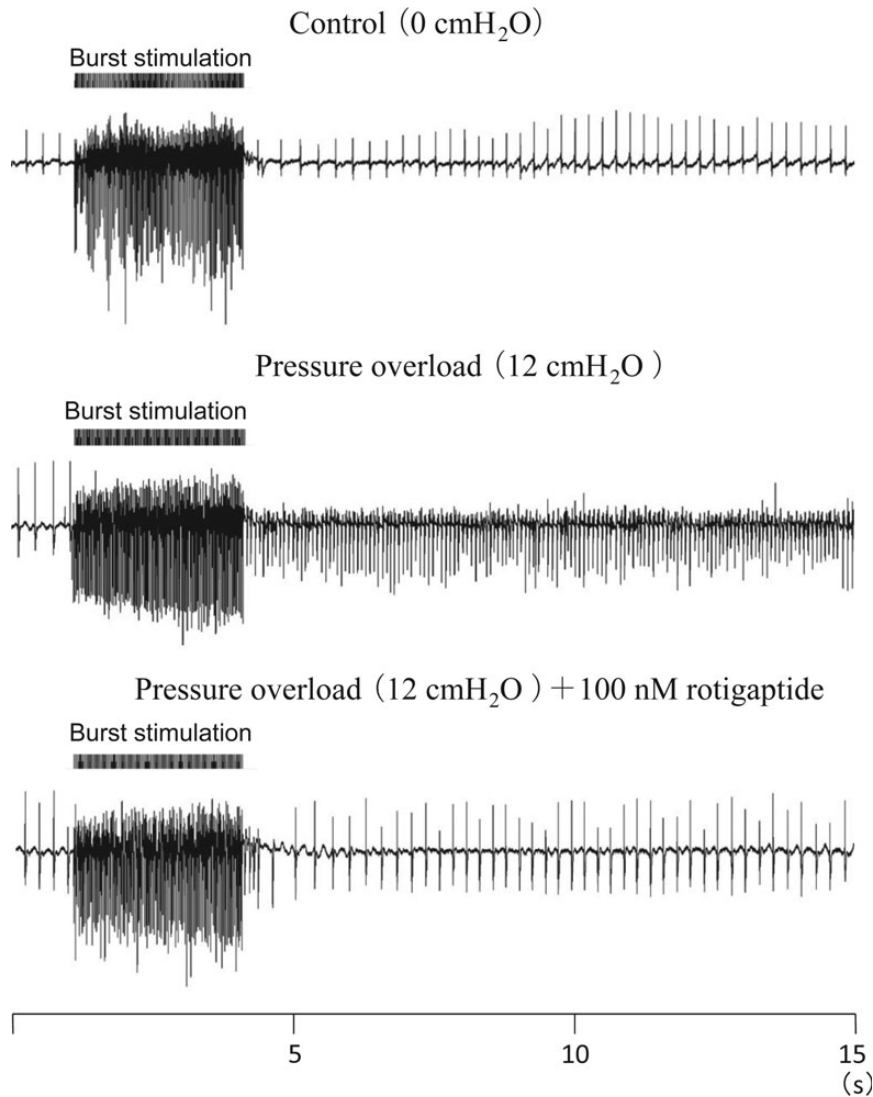 Control (0 cmH₂O)
Burst stimulation
Pressure overload (12 cmH₂O)
Burst stimulation
Pressure overload (12 cmH₂O)+100 nM rotigaptide
Burst stimulation
5 10 15
(s)